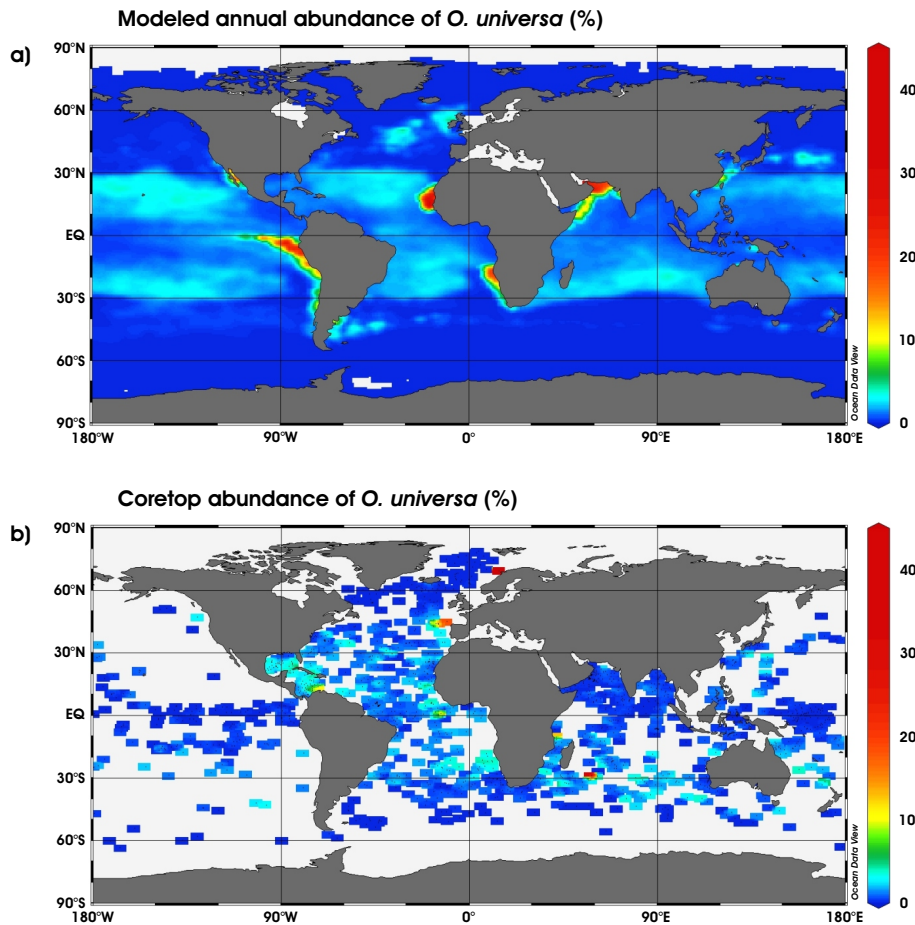 Modeled annual abundance of O. universa (%)
a)
90°N
60°N
30°N
EQ
30°S
60°S
90°S
180°W
90°W
0°
90°E
180°E
40
30
20
10
0
Ocean Data View
Coretop abundance of O. universa (%)
b)
90°N
60°N
30°N
EQ
30°S
60°S
90°S
180°W
90°W
0°
90°E
180°E
40
30
20
10
0
Ocean Data View